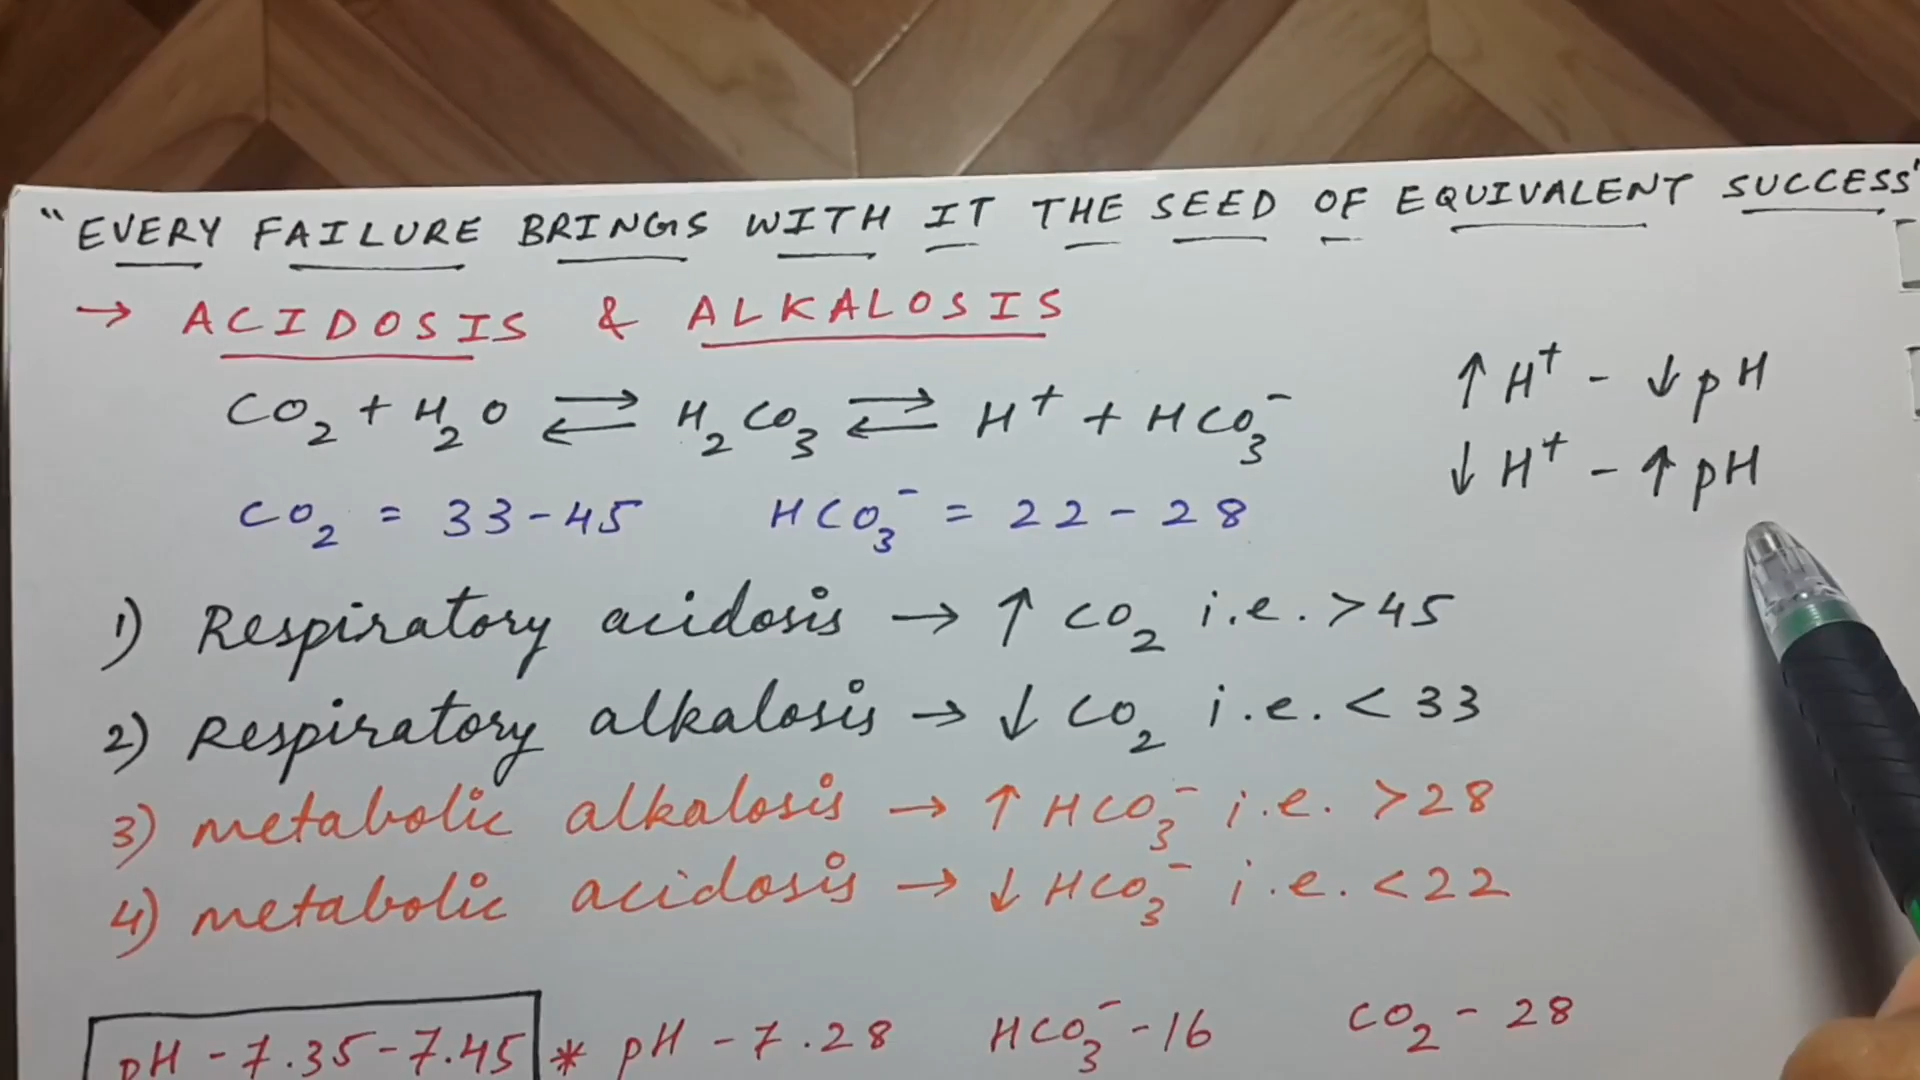 "EVERY FAILURE BRINGS WITH IT THE SEED OF EQUIVALENT SUCCESS"
→ ACIDOSIS & ALKALOSIS
CO₂ + H₂O ⇌ H₂CO₃ ⇌ H⁺ + HCO₃⁻
↑ H⁺ - ↓ pH
↓ H⁺ - ↑ pH
CO₂ = 33-45 HCO₃⁻ = 22-28
1) Respiratory acidosis → ↑ CO₂ i.e. >45
2) Respiratory alkalosis → ↓ CO₂ i.e. <33
3) metabolic alkalosis → ↑ HCO₃⁻ i.e. >28
4) metabolic acidosis → ↓ HCO₃⁻ i.e. <22
pH - 7.35-7.45 * pH - 7.28 HCO₃⁻ - 16 CO₂ - 28